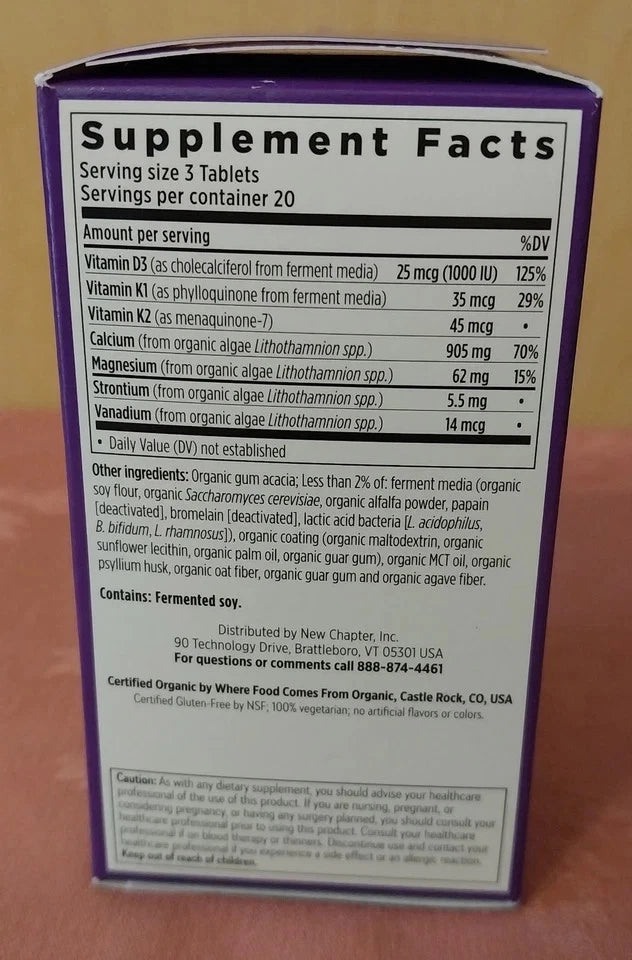 Supplement Facts
Serving size 3 Tablets
Servings per container 20
Amount per serving %DV
Vitamin D3 (as cholecalciferol from ferment media) 25 mcg (1000 IU) 125%
Vitamin K1 (as phylloquinone from ferment media) 35 mcg 29%
Vitamin K2 (as menaquinone-7) 45 mcg •
Calcium (from organic algae Lithothamnion spp.) 905 mg 70%
Magnesium (from organic algae Lithothamnion spp.) 62 mg 15%
Strontium (from organic algae Lithothamnion spp.) 5.5 mg •
Vanadium (from organic algae Lithothamnion spp.) 14 mcg •
• Daily Value (DV) not established
Other ingredients: Organic gum acacia; Less than 2% of: ferment media (organic
soy flour, organic Saccharomyces cerevisiae, organic alfalfa powder, papain
[deactivated], bromelain [deactivated], lactic acid bacteria [L. acidophilus,
B. bifidum, L. rhamnosus]), organic coating (organic maltodextrin, organic
sunflower lecithin, organic palm oil, organic guar gum), organic MCT oil, organic
psyllium husk, organic oat fiber, organic guar gum and organic agave fiber.
Contains: Fermented soy.
Distributed by New Chapter, Inc.
90 Technology Drive, Brattleboro, VT 05301 USA
For questions or comments call 888-874-4461
Certified Organic by Where Food Comes From Organic, Castle Rock, CO, USA
Certified Gluten-Free by NSF; 100% vegetarian; no artificial flavors or colors.
Caution: As with any dietary supplement, you should advise your healthcare
professional of the use of this product. If you are nursing, pregnant, or
considering pregnancy, or having any surgery planned, you should consult your
healthcare professional prior to using this product. Consult your healthcare
professional if on blood therapy or thinners. Discontinue use and contact your
healthcare professional if you experience a side effect or an allergic reaction.
Keep out of reach of children.